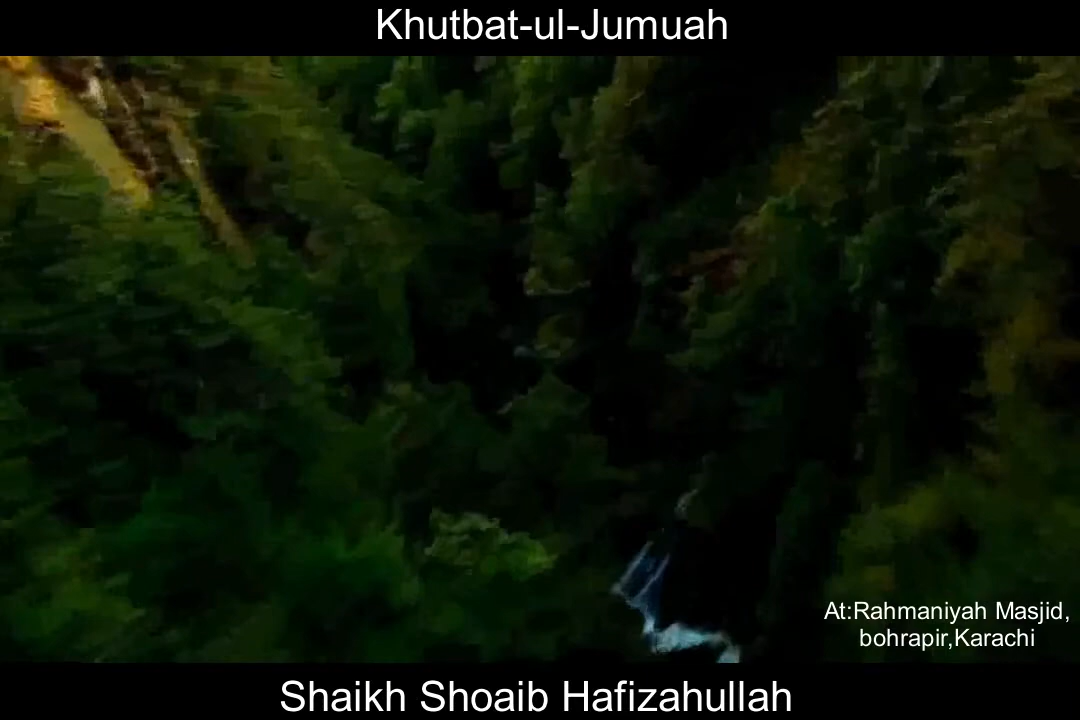 Khutbat-ul-Jumuah
At:Rahmaniyah Masjid,
bohrapir,Karachi
Shaikh Shoaib Hafizahullah